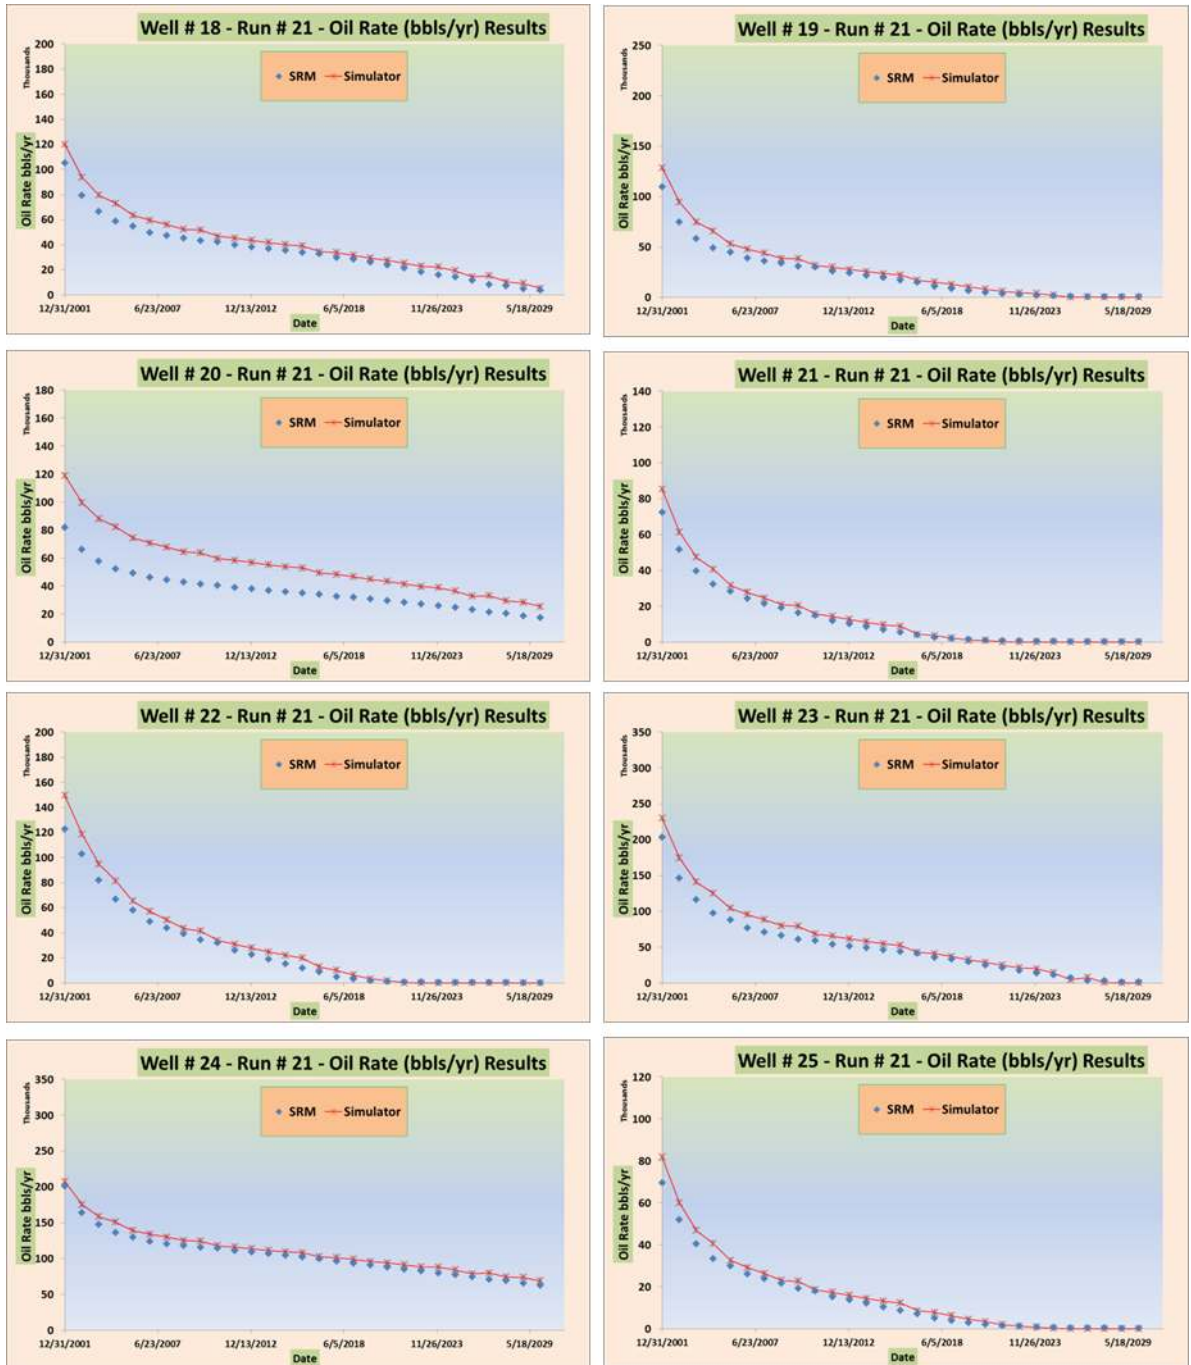 Well # 18 - Run # 21 - Oil Rate (bbls/yr) Results
Thousands
SRM Simulator
Oil Rate bbls/yr
200
180
160
140
120
100
80
60
40
20
0
12/31/2001 6/23/2007 12/13/2012 6/5/2018 11/26/2023 5/18/2029
Date
Well # 19 - Run # 21 - Oil Rate (bbls/yr) Results
Thousands
SRM Simulator
Oil Rate bbls/yr
250
200
150
100
50
0
12/31/2001 6/23/2007 12/13/2012 6/5/2018 11/26/2023 5/18/2029
Date
Well # 20 - Run # 21 - Oil Rate (bbls/yr) Results
Thousands
SRM Simulator
Oil Rate bbls/yr
180
160
140
120
100
80
60
40
20
0
12/31/2001 6/23/2007 12/13/2012 6/5/2018 11/26/2023 5/18/2029
Date
Well # 21 - Run # 21 - Oil Rate (bbls/yr) Results
Thousands
SRM Simulator
Oil Rate bbls/yr
140
120
100
80
60
40
20
0
12/31/2001 6/23/2007 12/13/2012 6/5/2018 11/26/2023 5/18/2029
Date
Well # 22 - Run # 21 - Oil Rate (bbls/yr) Results
Thousands
SRM Simulator
Oil Rate bbls/yr
200
180
160
140
120
100
80
60
40
20
0
12/31/2001 6/23/2007 12/13/2012 6/5/2018 11/26/2023 5/18/2029
Date
Well # 23 - Run # 21 - Oil Rate (bbls/yr) Results
Thousands
SRM Simulator
Oil Rate bbls/yr
350
300
250
200
150
100
50
0
12/31/2001 6/23/2007 12/13/2012 6/5/2018 11/26/2023 5/18/2029
Date
Well # 24 - Run # 21 - Oil Rate (bbls/yr) Results
Thousands
SRM Simulator
Oil Rate bbls/yr
350
300
250
200
150
100
50
0
12/31/2001 6/23/2007 12/13/2012 6/5/2018 11/26/2023 5/18/2029
Date
Well # 25 - Run # 21 - Oil Rate (bbls/yr) Results
Thousands
SRM Simulator
Oil Rate bbls/yr
120
100
80
60
40
20
0
12/31/2001 6/23/2007 12/13/2012 6/5/2018 11/26/2023 5/18/2029
Date